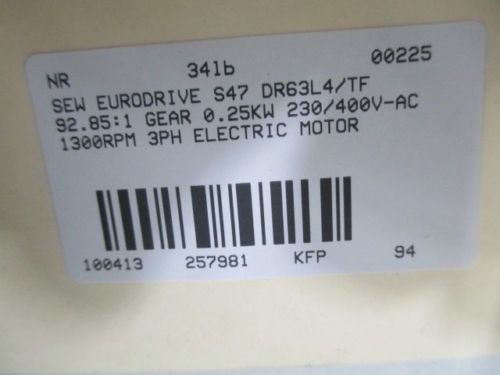 NR 34lb 00225
SEW EURODRIVE S47 DR63L4/TF
92.85:1 GEAR 0.25KW 230/400V-AC
1300RPM 3PH ELECTRIC MOTOR
100413 257981 KFP 94